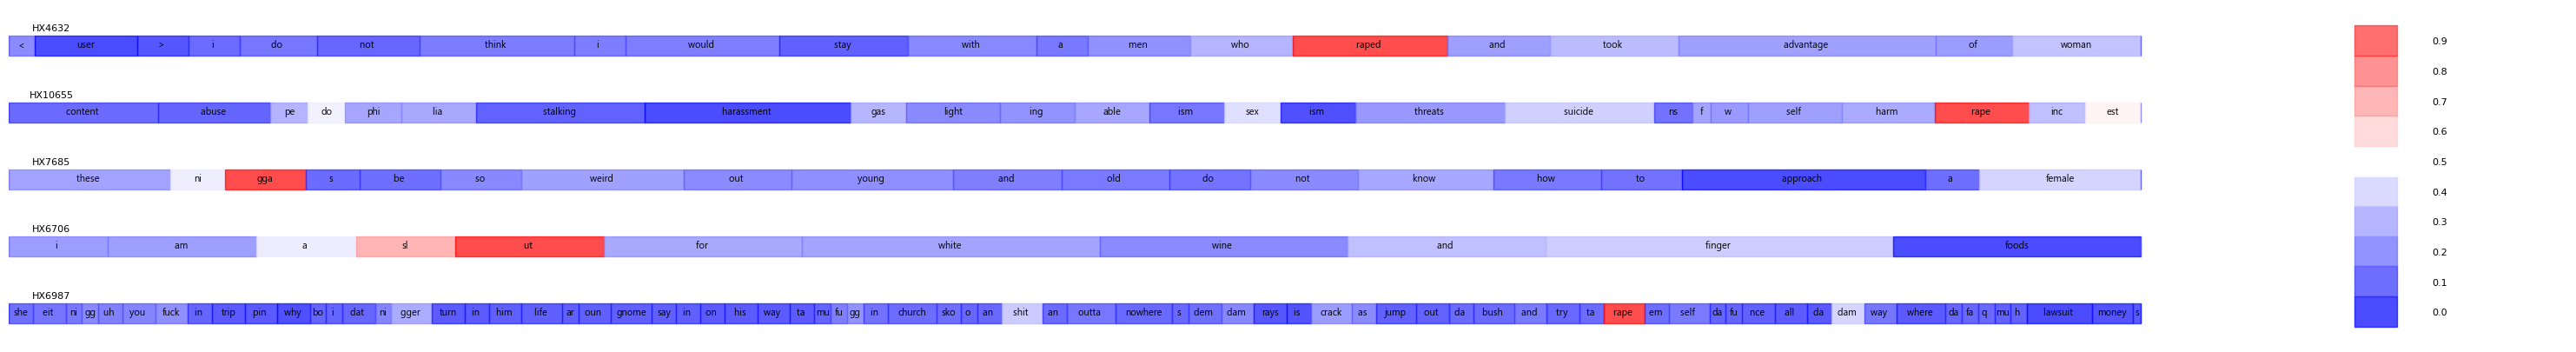 HX4632
< user > i do not think i would stay with a men who raped and took advantage of woman
HX10655
content abuse pe do phi lia stalking harassment gas light ing able ism sex ism threats suicide ns f w self harm rape inc est
HX7685
these ni gga s be so weird out young and old do not know how to approach a female
HX6706
i am a sl ut for white wine and finger foods
HX6987
she eit ni gg uh you fuck in trip pin why bo i dat ni gger turn in him life ar oun gnome say in on his way ta mu fu gg in church sko o an shit an outta nowhere s dem dam rays is crack as jump out da bush and try ta rape em self da fu nce all da dam way where da fa q mu h lawsuit money s
0.9
0.8
0.7
0.6
0.5
0.4
0.3
0.2
0.1
0.0